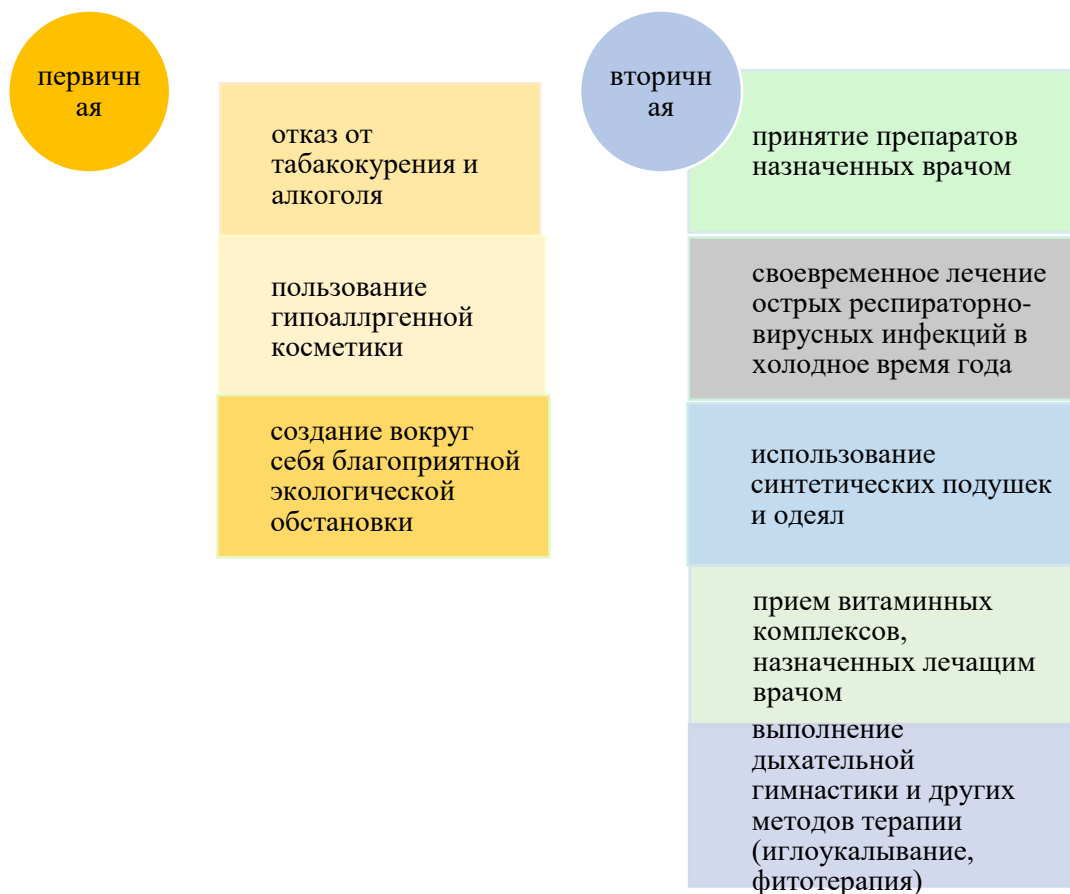 первичн
ая
отказ от
табакокурения и
алкоголя
пользование
гипоаллргенной
косметики
создание вокруг
себя благоприятной
экологической
обстановки
вторичн
ая
принятие препаратов
назначенных врачом
своевременное лечение
острых респираторно-
вирусных инфекций в
холодное время года
использование
синтетических подушек
и одеял
прием витаминных
комплексов,
назначенных лечащим
врачом
выполнение
дыхательной
гимнастики и других
методов терапии
(иглоукалывание,
фитотерапия)